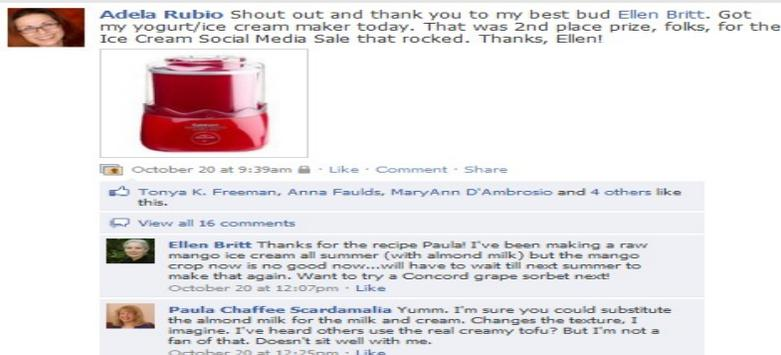 Adela Rubio Shout out and thank you to my best bud Ellen Britt. Got
my yogurt/ice cream maker today. That was 2nd place prize, folks, for the
Ice Cream Social Media Sale that rocked. Thanks, Ellen!
October 20 at 9:39am · Like · Comment · Share
Tonya K. Freeman, Anna Faulds, MaryAnn D'Ambrosio and 4 others like
this.
View all 16 comments
Ellen Britt Thanks for the recipe Paula! I've been making a raw
mango ice cream all summer (with almond milk) but the mango
crop now is no good now...will have to wait till next summer to
make that again. Want to try a Concord grape sorbet next!
October 20 at 12:07pm · Like
Paula Chaffee Scardamalia Yumm. I'm sure you could substitute
the almond milk for the milk and cream. Changes the texture, I
imagine. I've heard others use the real creamy tofu? But I'm not a
fan of that. Doesn't sit well with me.
October 20 at 12:25pm · Like